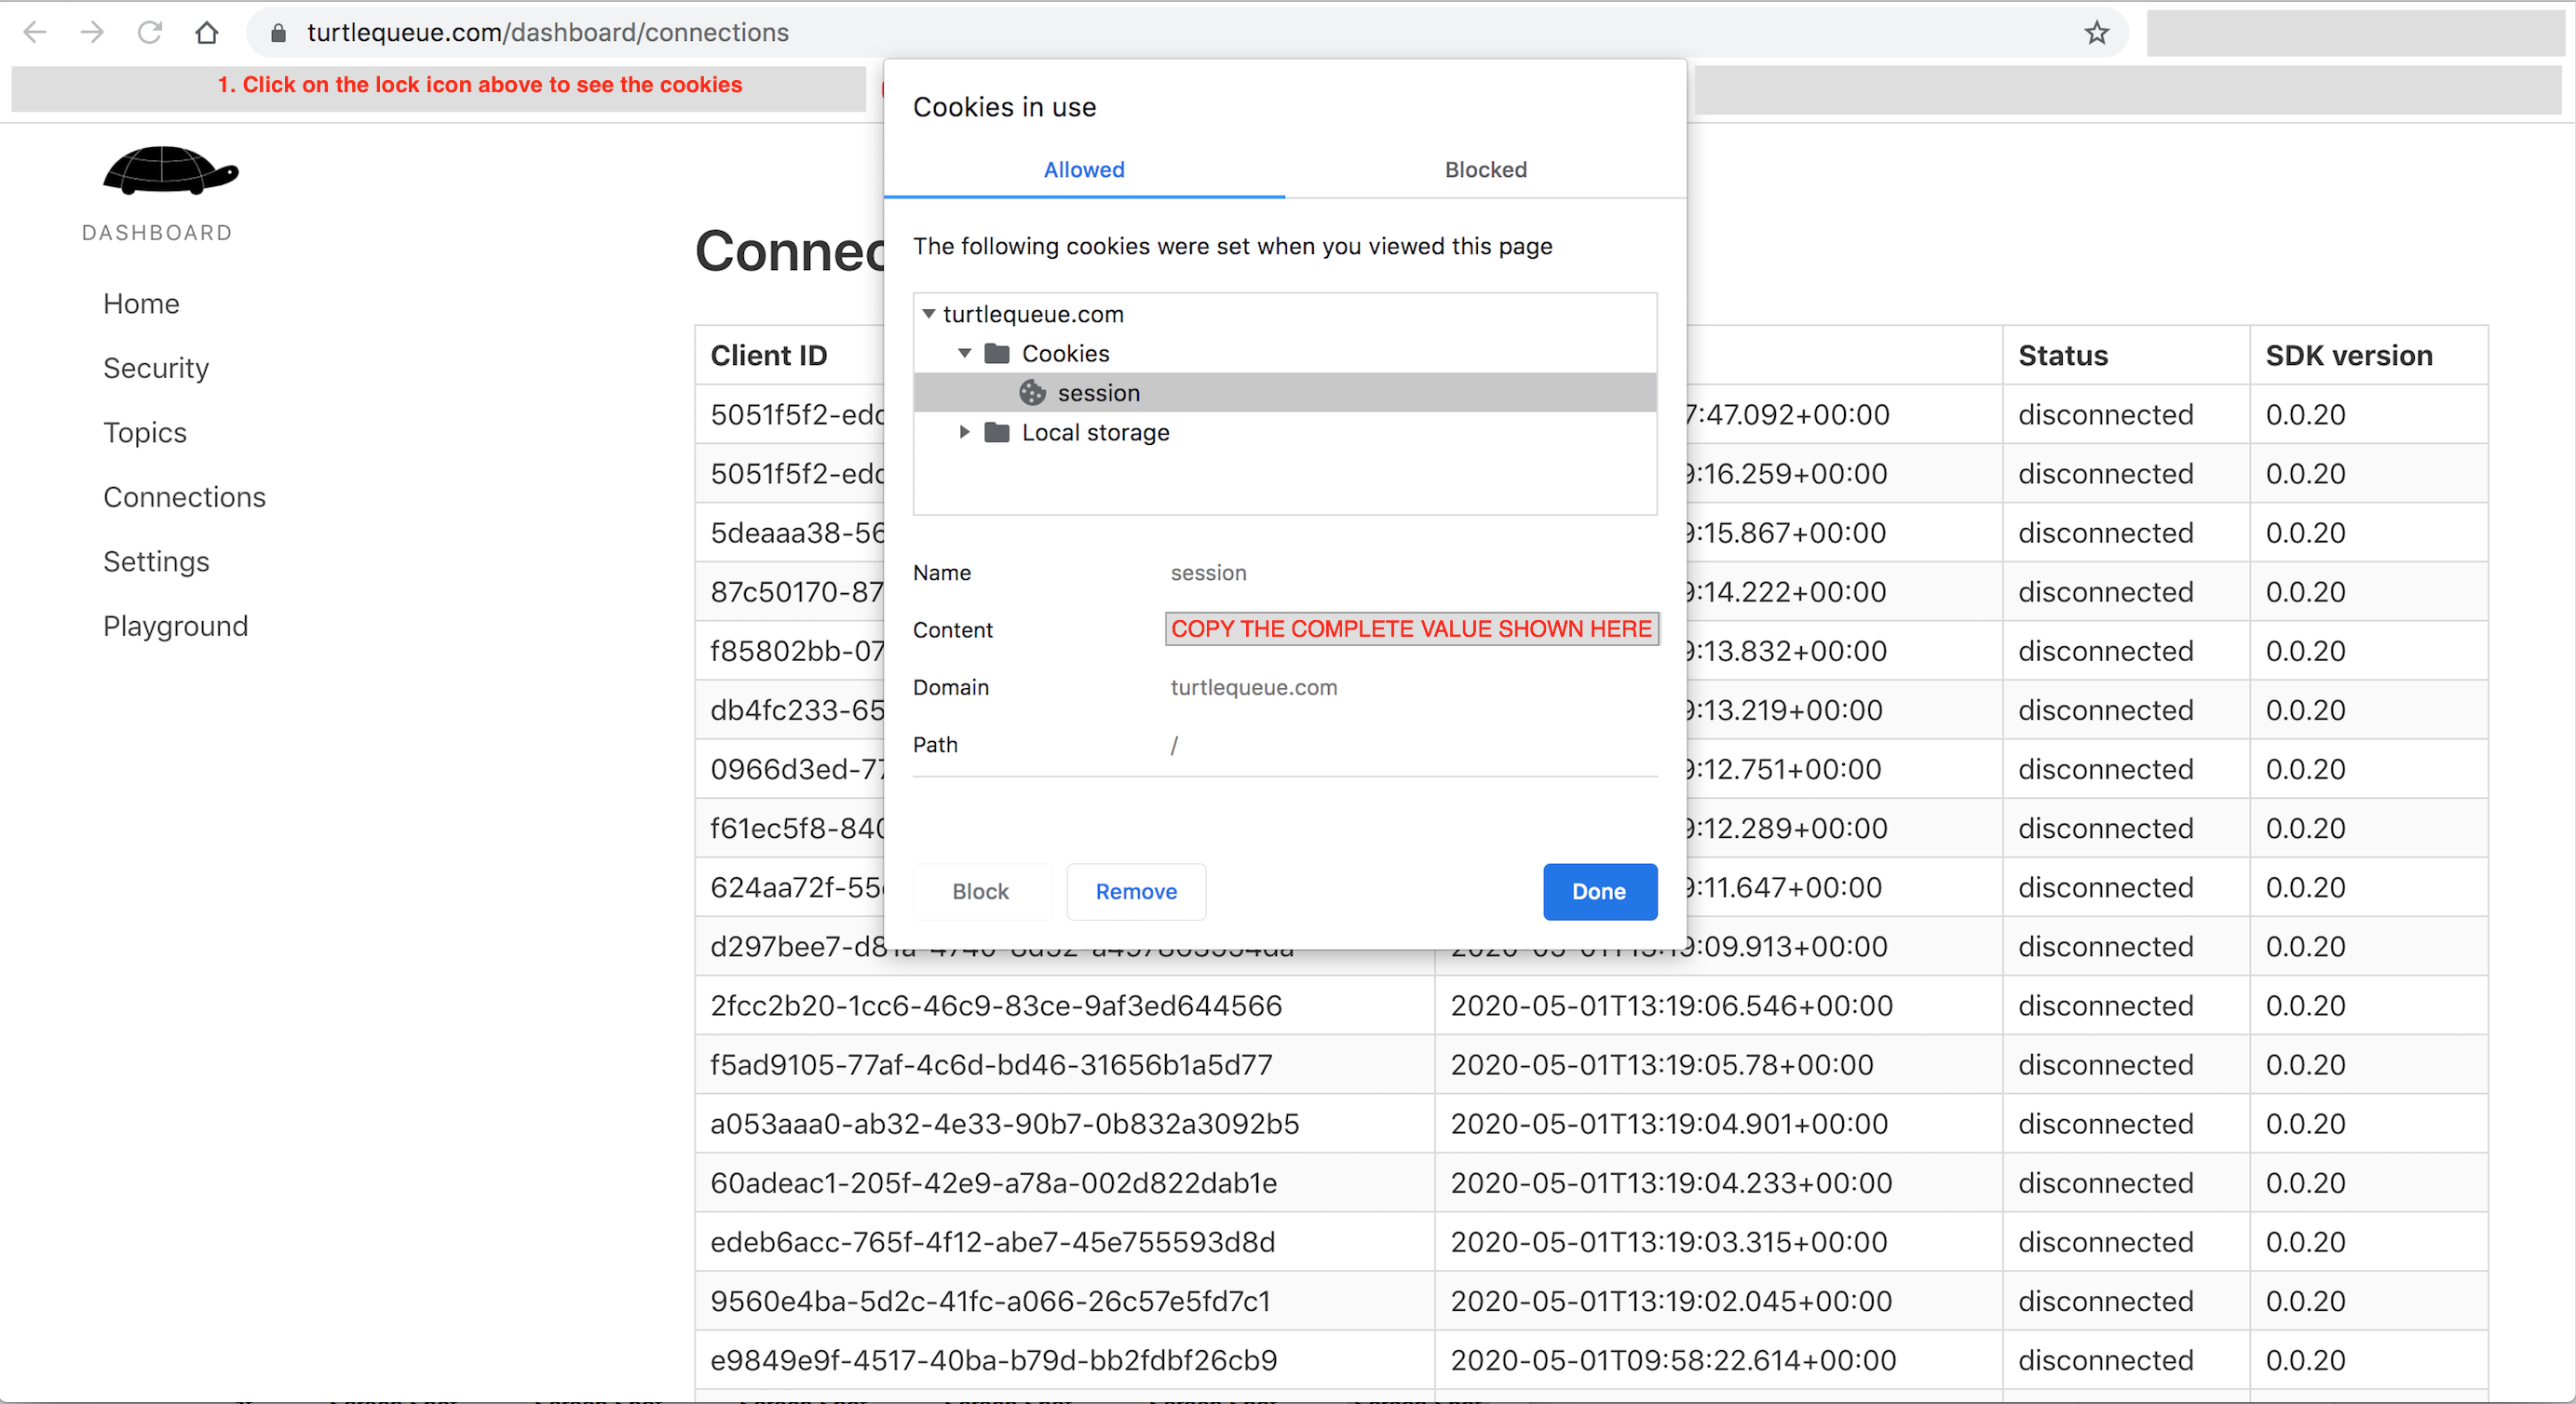 turtlequeue.com/dashboard/connections
1. Click on the lock icon above to see the cookies
DASHBOARD
Home
Security
Topics
Connections
Settings
Playground
Cookies in use
Allowed Blocked
The following cookies were set when you viewed this page
turtlequeue.com
Cookies
session
Local storage
Name session
Content COPY THE COMPLETE VALUE SHOWN HERE
Domain turtlequeue.com
Path /
Block Remove Done
Connec
Client ID Status SDK version
5051f5f2-edc 7:47.092+00:00 disconnected 0.0.20
5051f5f2-edc 9:16.259+00:00 disconnected 0.0.20
5deaaa38-56 9:15.867+00:00 disconnected 0.0.20
87c50170-87 9:14.222+00:00 disconnected 0.0.20
f85802bb-07 9:13.832+00:00 disconnected 0.0.20
db4fc233-65 9:13.219+00:00 disconnected 0.0.20
0966d3ed-77 9:12.751+00:00 disconnected 0.0.20
f61ec5f8-840 9:12.289+00:00 disconnected 0.0.20
624aa72f-55 9:11.647+00:00 disconnected 0.0.20
d297bee7-d8 9:09.913+00:00 disconnected 0.0.20
2fcc2b20-1cc6-46c9-83ce-9af3ed644566 2020-05-01T13:19:06.546+00:00 disconnected 0.0.20
f5ad9105-77af-4c6d-bd46-31656b1a5d77 2020-05-01T13:19:05.78+00:00 disconnected 0.0.20
a053aaa0-ab32-4e33-90b7-0b832a3092b5 2020-05-01T13:19:04.901+00:00 disconnected 0.0.20
60adeac1-205f-42e9-a78a-002d822dab1e 2020-05-01T13:19:04.233+00:00 disconnected 0.0.20
edeb6acc-765f-4f12-abe7-45e755593d8d 2020-05-01T13:19:03.315+00:00 disconnected 0.0.20
9560e4ba-5d2c-41fc-a066-26c57e5fd7c1 2020-05-01T13:19:02.045+00:00 disconnected 0.0.20
e9849e9f-4517-40ba-b79d-bb2fdbf26cb9 2020-05-01T09:58:22.614+00:00 disconnected 0.0.20